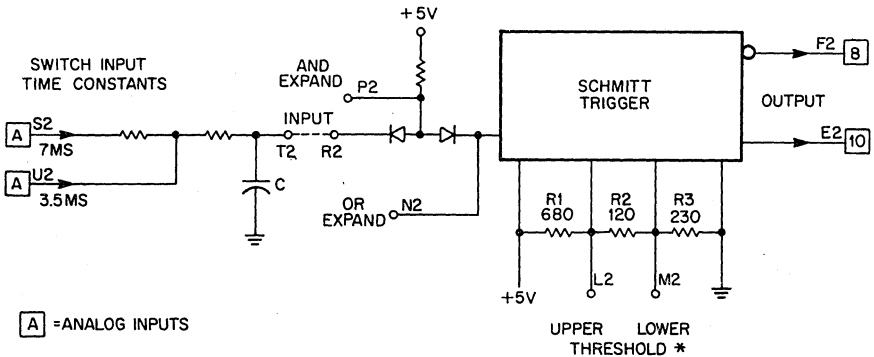 +5V
SWITCH INPUT
TIME CONSTANTS
AND
EXPAND
P2
SCHMITT
TRIGGER
F2
8
OUTPUT
INPUT
A
S2
7MS
T2
R2
E2
10
A
U2
3.5MS
C
OR
EXPAND
N2
R1
680
R2
120
R3
230
+5V
L2
M2
A =ANALOG INPUTS
UPPER LOWER
THRESHOLD *